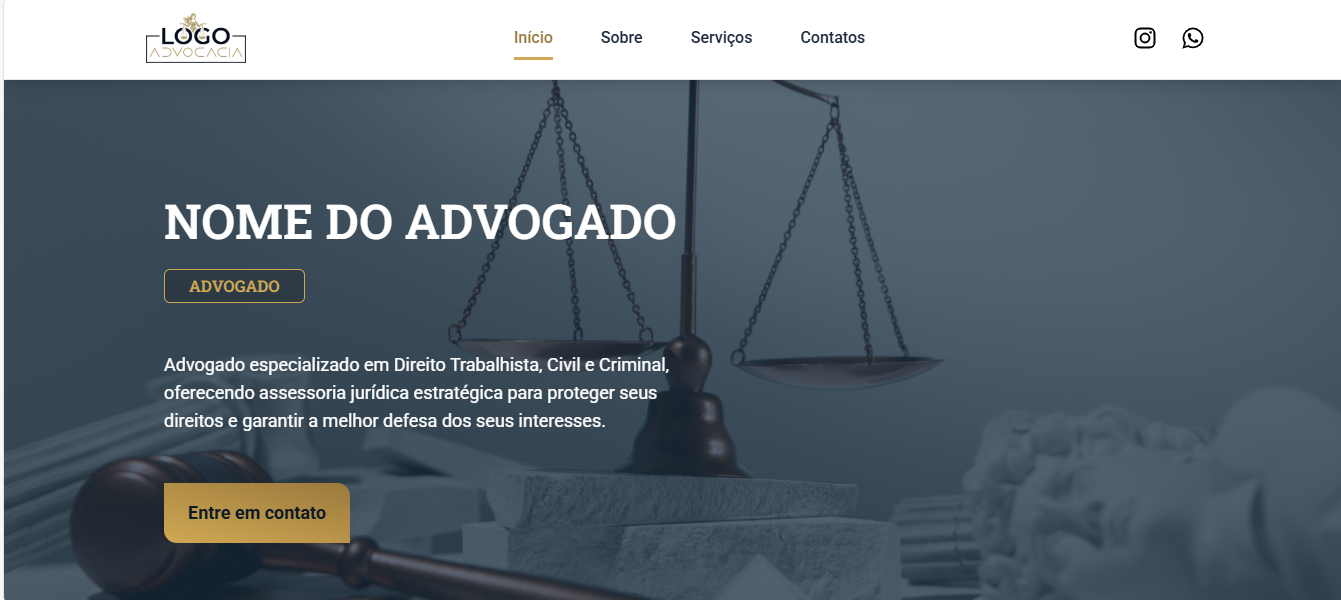 LOGO
ADVOCACIA
Início
Sobre
Serviços
Contatos
NOME DO ADVOGADO
ADVOGADO
Advogado especializado em Direito Trabalhista, Civil e Criminal,
oferecendo assessoria jurídica estratégica para proteger seus
direitos e garantir a melhor defesa dos seus interesses.
Entre em contato